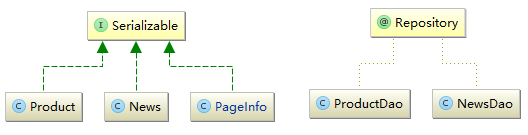 I Serializable
@ Repository
C Product
C News
C PageInfo
C ProductDao
C NewsDao